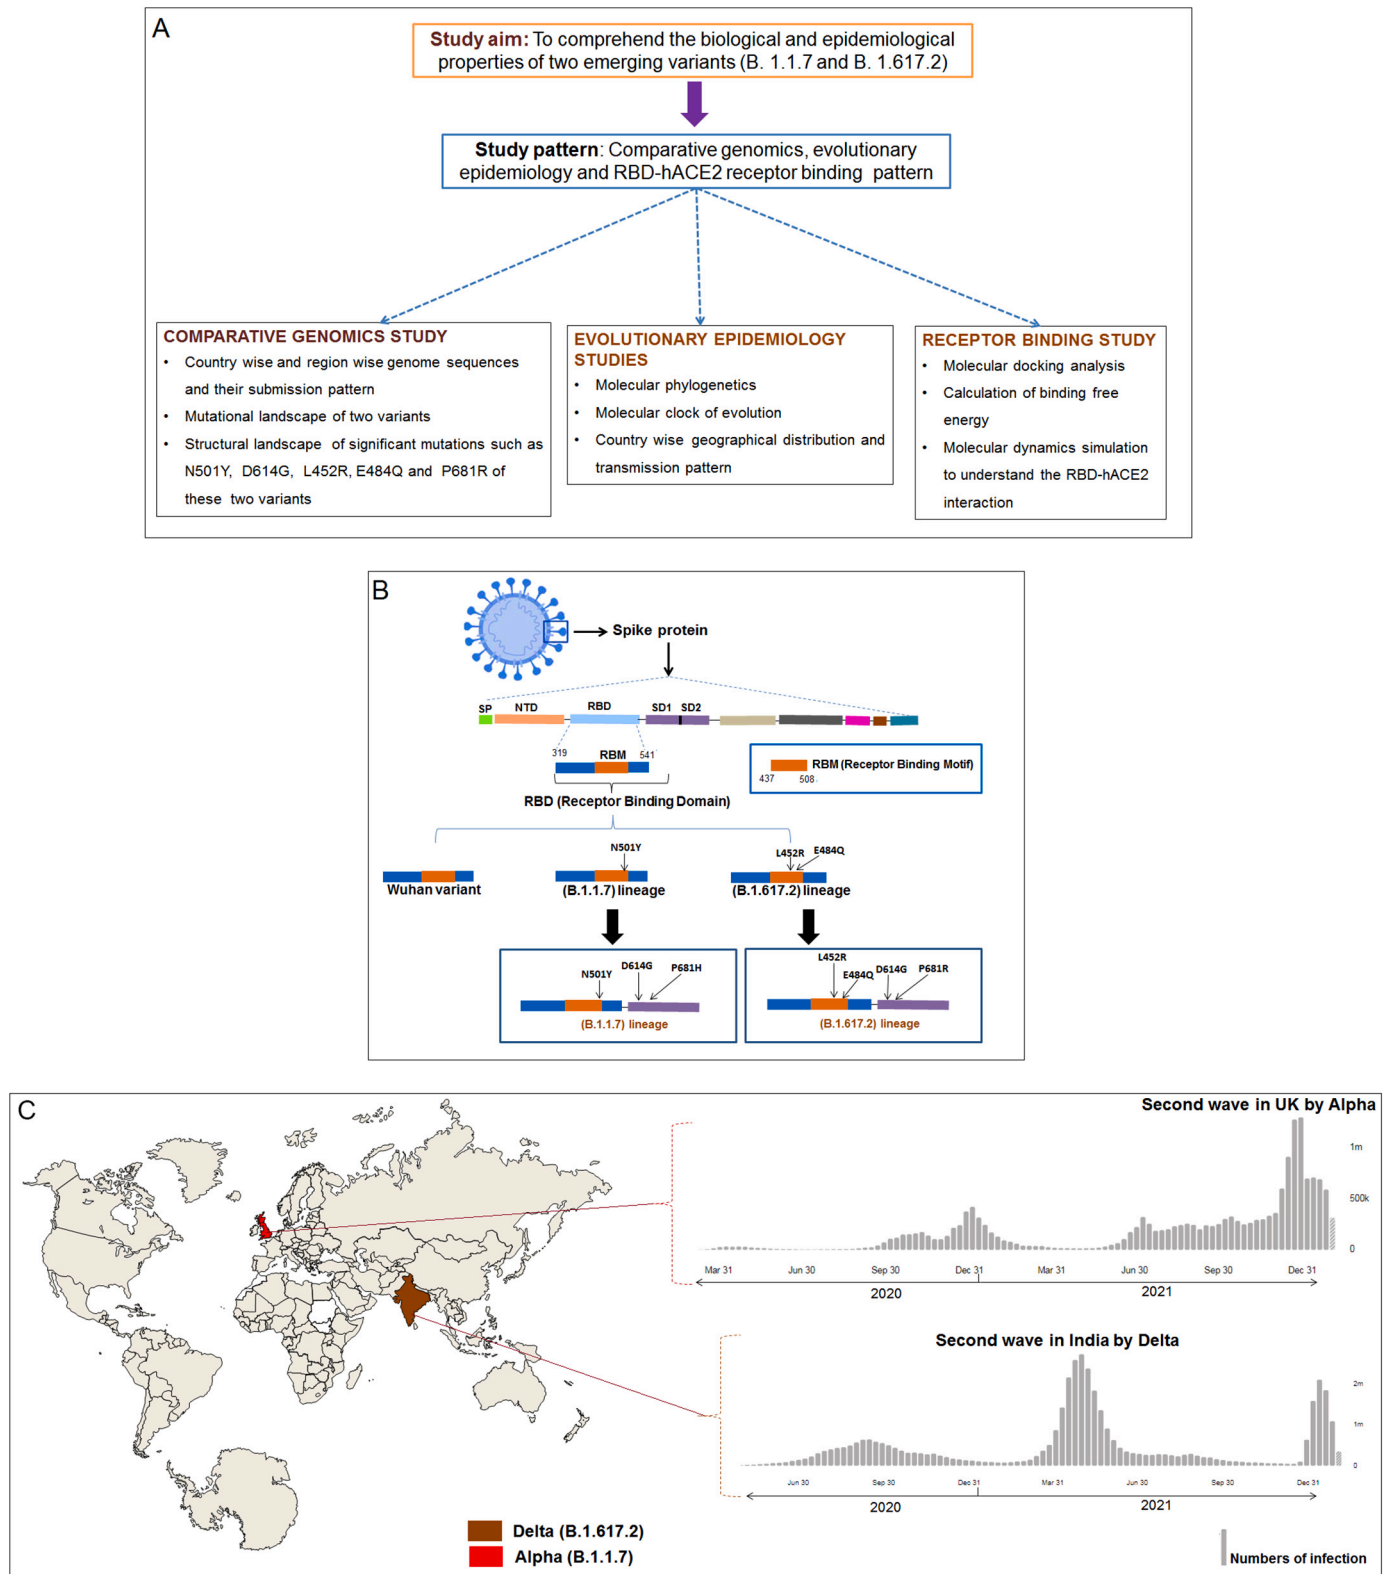 A
Study aim: To comprehend the biological and epidemiological
properties of two emerging variants (B. 1.1.7 and B. 1.617.2)
Study pattern: Comparative genomics, evolutionary
epidemiology and RBD-hACE2 receptor binding pattern
COMPARATIVE GENOMICS STUDY
• Country wise and region wise genome sequences
and their submission pattern
• Mutational landscape of two variants
• Structural landscape of significant mutations such as
N501Y, D614G, L452R, E484Q and P681R of
these two variants
EVOLUTIONARY EPIDEMIOLOGY
STUDIES
• Molecular phylogenetics
• Molecular clock of evolution
• Country wise geographical distribution and
transmission pattern
RECEPTOR BINDING STUDY
• Molecular docking analysis
• Calculation of binding free
energy
• Molecular dynamics simulation
to understand the RBD-hACE2
interaction
B
Spike protein
SP NTD RBD SD1 SD2
319 RBM 541
RBM (Receptor Binding Motif)
437 508
RBD (Receptor Binding Domain)
N501Y
L452R E484Q
Wuhan variant
(B.1.1.7) lineage
(B.1.617.2) lineage
N501Y D614G P681H
(B.1.1.7) lineage
L452R E484Q D614G P681R
(B.1.617.2) lineage
C
Second wave in UK by Alpha
1m
500k
0
Mar 31 Jun 30 Sep 30 Dec 31 Mar 31 Jun 30 Sep 30 Dec 31
2020 2021
Second wave in India by Delta
2m
1m
0
Jun 30 Sep 30 Dec 31 Mar 31 Jun 30 Sep 30 Dec 31
2020 2021
Delta (B.1.617.2)
Alpha (B.1.1.7)
Numbers of infection